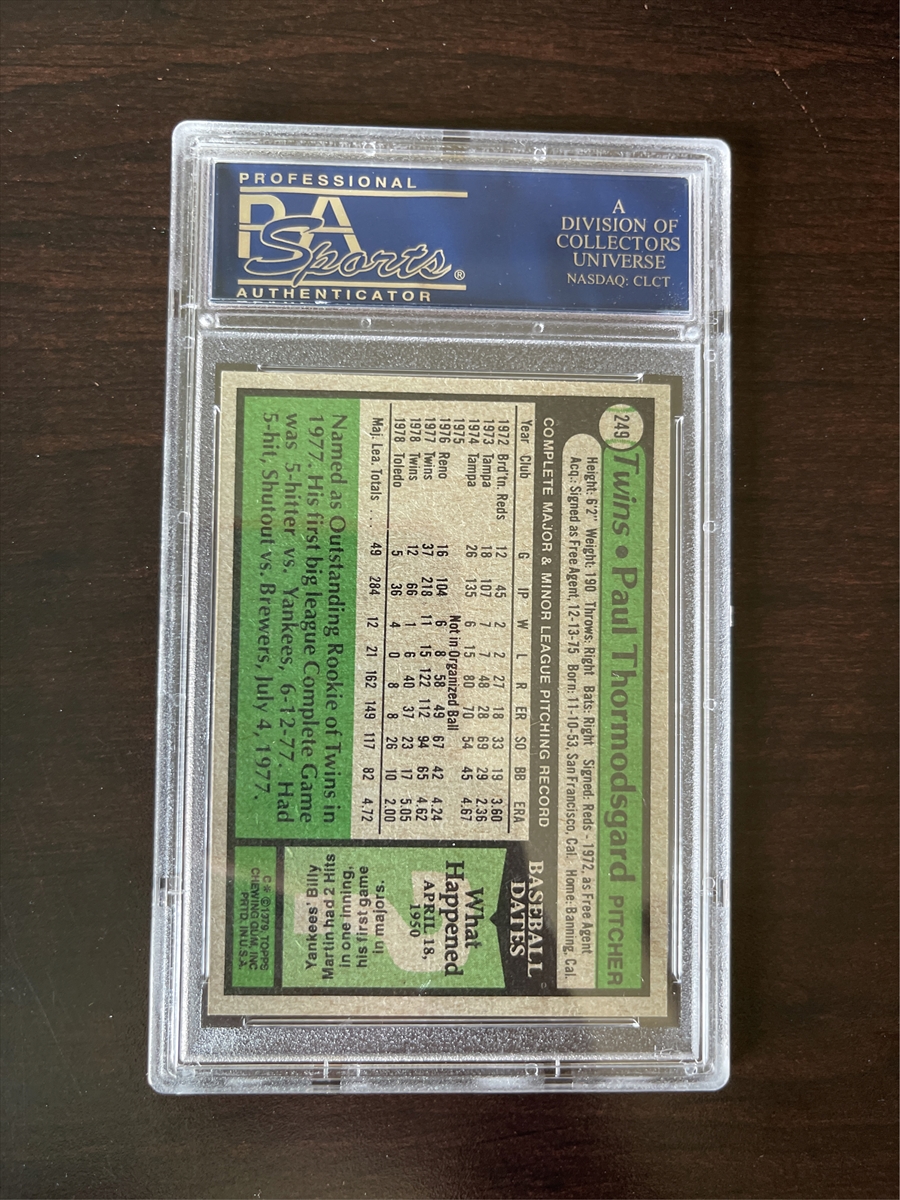 PROFESSIONAL
PSA
Sports®
AUTHENTICATOR
A
DIVISION OF
COLLECTORS
UNIVERSE
NASDAQ: CLCT
249
Twins • Paul Thormodsgard PITCHER
Height: 6'2" Weight: 190 Throws: Right Bats: Right Signed: Reds - 1972, as Free Agent
Acq.: Signed as Free Agent, 12-13-75 Born: 11-10-53, San Francisco, Cal. Home: Banning, Cal.
COMPLETE MAJOR & MINOR LEAGUE PITCHING RECORD
Year Club G IP W L R ER SO BB ERA
1972 Brd'tn. Reds 12 45 2 2 27 18 33 19 3.60
1973 Tampa 18 107 7 7 48 28 69 29 2.36
1974 Tampa 26 135 6 15 80 70 54 45 4.67
1975 Not in Organized Ball
1976 Reno 16 104 6 8 58 49 67 42 4.24
1977 Twins 37 218 11 15 122 112 94 65 4.62
1978 Twins 12 66 1 6 40 37 23 17 5.05
1978 Toledo 5 36 4 0 8 8 26 10 2.00
Maj. Lea. Totals .... 49 284 12 21 162 149 117 82 4.72
Named as Outstanding Rookie of Twins in
1977. His first big league Complete Game
was 5-hitter vs. Yankees, 6-12-77. Had
5-hit, Shutout vs. Brewers, July 4, 1977.
BASEBALL
DATES
What
Happened
APRIL 18,
1950
Yankees' Billy
Martin had 2 Hits
in one inning,
his first game
in majors.
C✱©1979, TOPPS
CHEWING GUM, INC
PRTD. IN U.S.A.